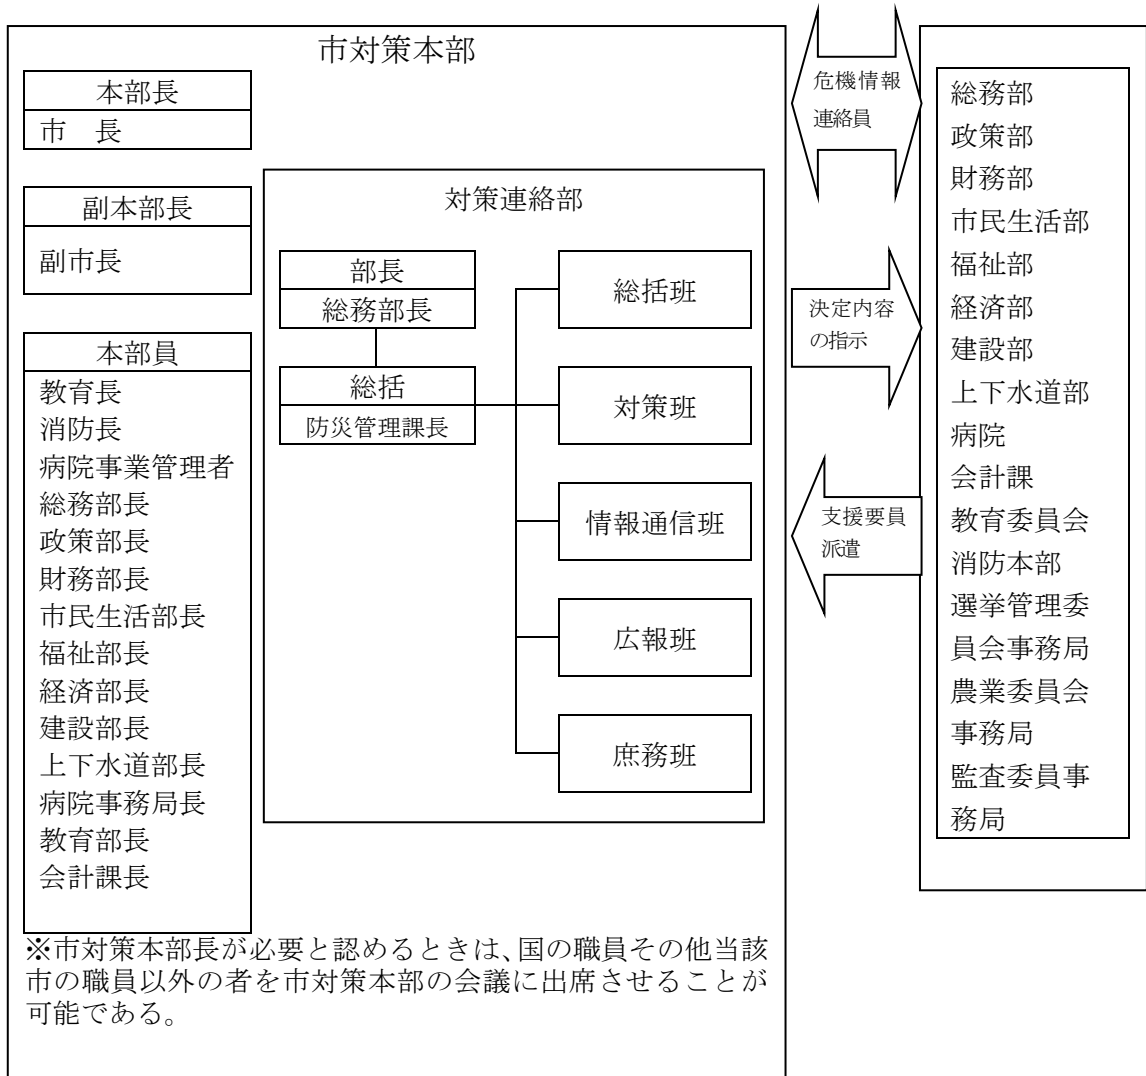 市対策本部
本部長
市　長
副本部長
副市長
本部員
教育長
消防長
病院事業管理者
総務部長
政策部長
財務部長
市民生活部長
福祉部長
経済部長
建設部長
上下水道部長
病院事務局長
教育部長
会計課長
対策連絡部
部長
総務部長
総括
防災管理課長
総括班
対策班
情報通信班
広報班
庶務班
※市対策本部長が必要と認めるときは、国の職員その他当該
市の職員以外の者を市対策本部の会議に出席させることが
可能である。
危機情報
連絡員
決定内容
の指示
支援要員
派遣
総務部
政策部
財務部
市民生活部
福祉部
経済部
建設部
上下水道部
病院
会計課
教育委員会
消防本部
選挙管理委
員会事務局
農業委員会
事務局
監査委員事
務局